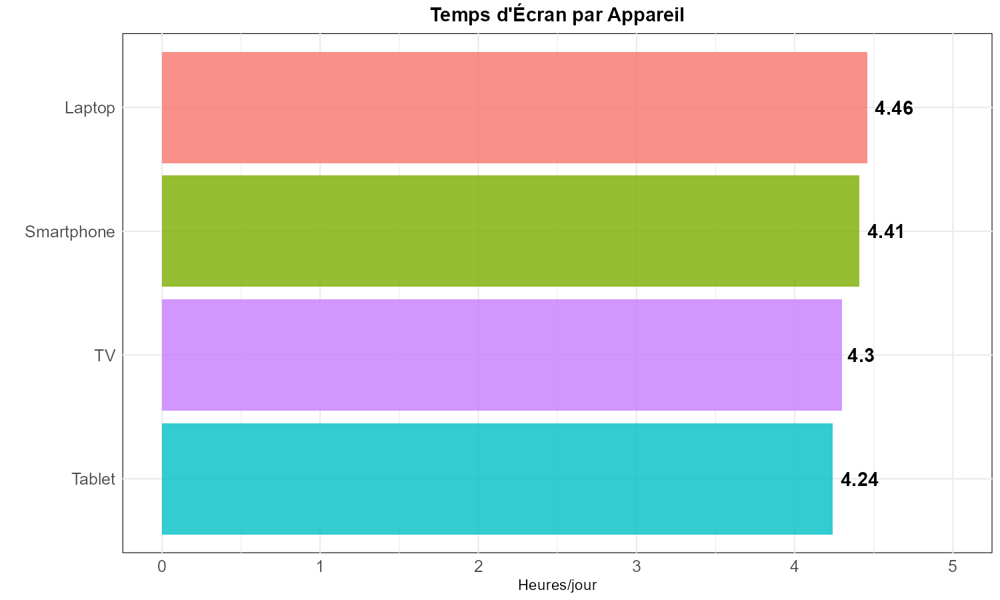 Temps d'Écran par Appareil
Laptop
4.46
Smartphone
4.41
TV
4.3
Tablet
4.24
0 1 2 3 4 5
Heures/jour